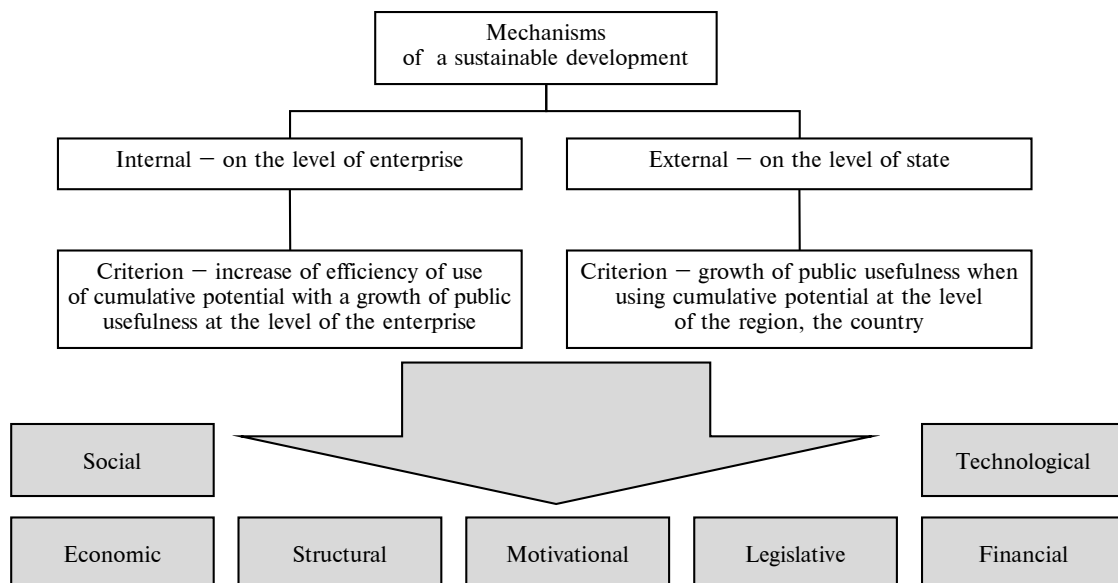 Mechanisms
of a sustainable development
Internal – on the level of enterprise
External – on the level of state
Criterion – increase of efficiency of use
of cumulative potential with a growth of public
usefulness at the level of the enterprise
Criterion – growth of public usefulness when
using cumulative potential at the level
of the region, the country
Social
Technological
Economic
Structural
Motivational
Legislative
Financial